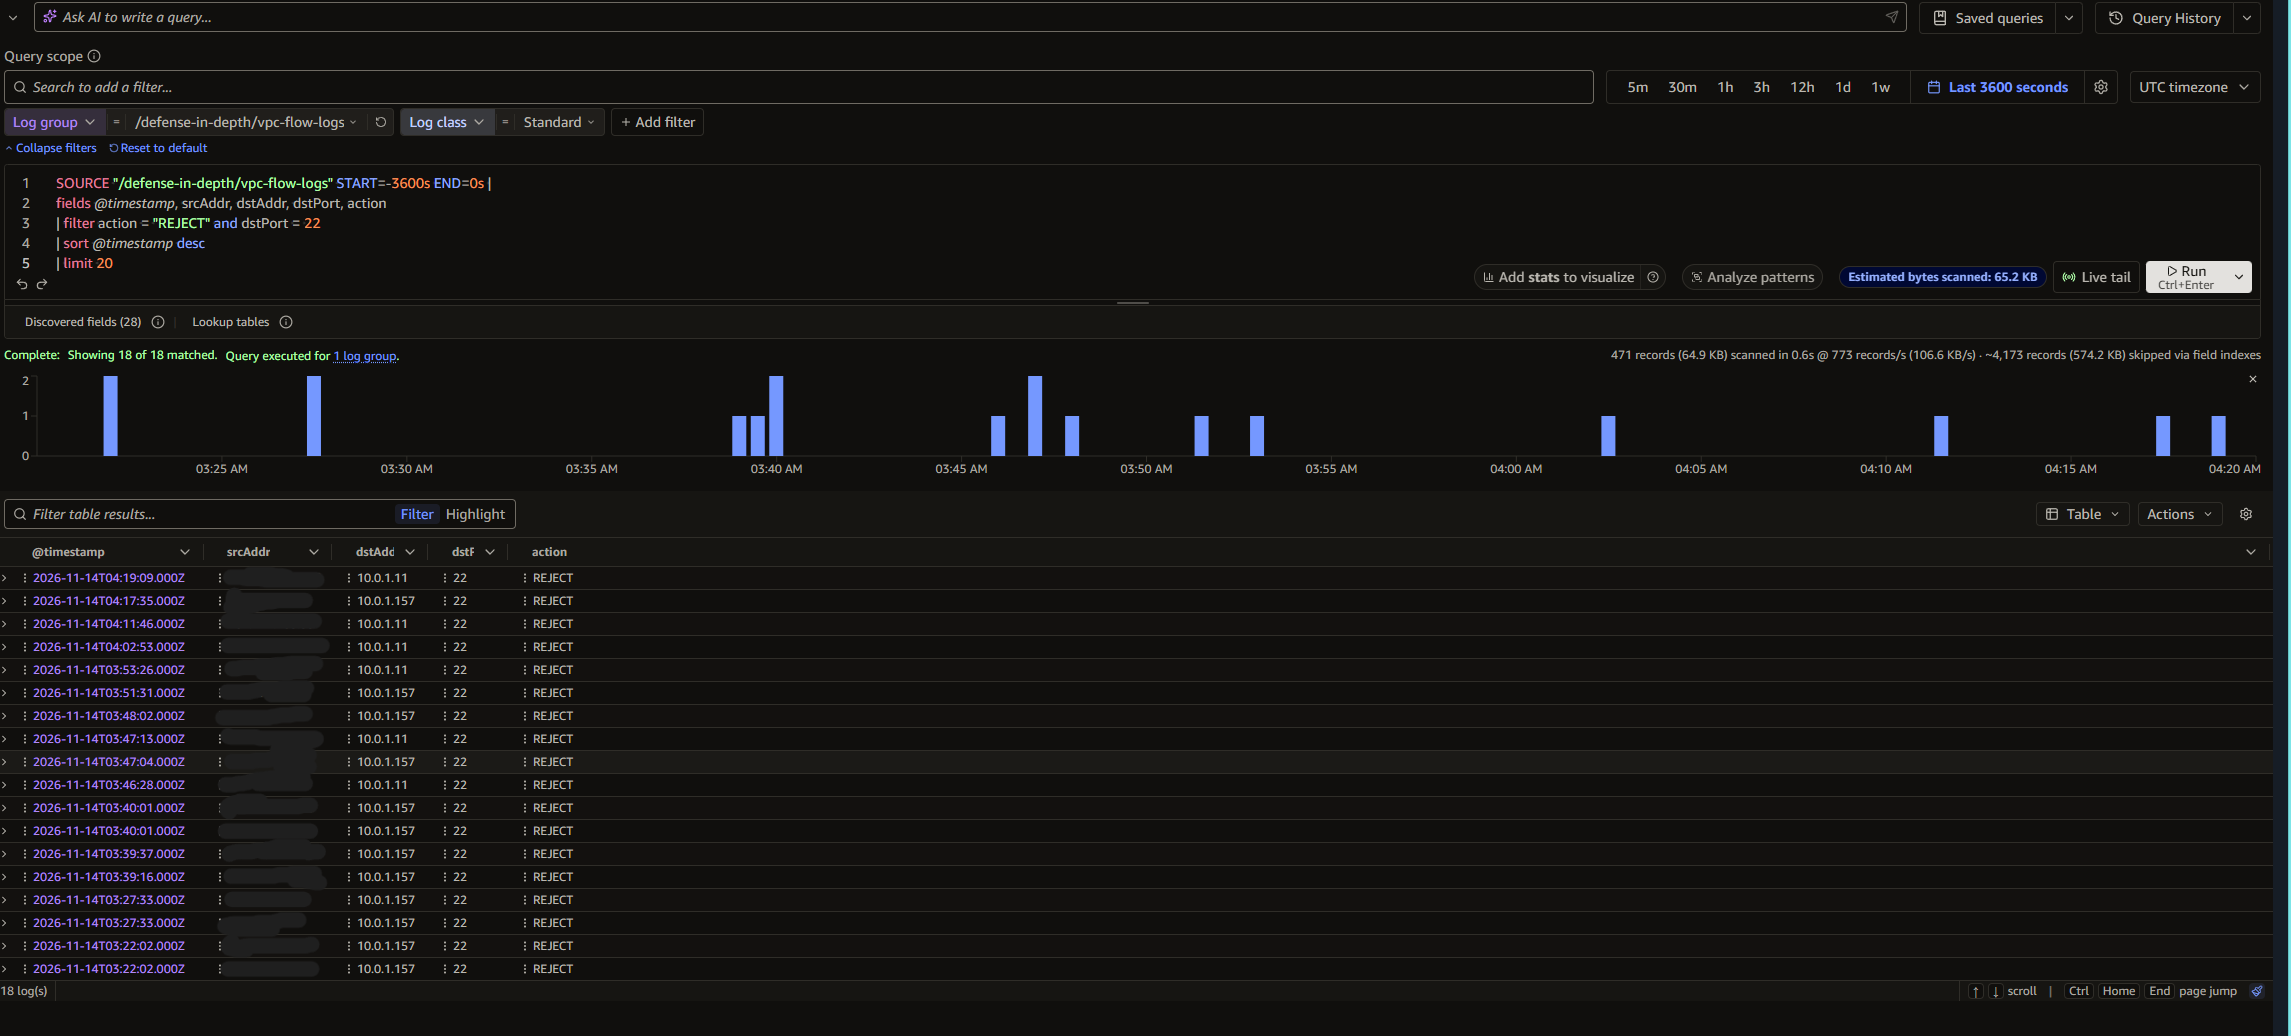 Ask AI to write a query...
Saved queries
Query History
Query scope
Search to add a filter...
5m 30m 1h 3h 12h 1d 1w Last 3600 seconds
UTC timezone
Log group = /defense-in-depth/vpc-flow-logs Log class = Standard + Add filter
Collapse filters Reset to default
1 SOURCE "/defense-in-depth/vpc-flow-logs" START=-3600s END=0s |
2 fields @timestamp, srcAddr, dstAddr, dstPort, action
3 | filter action = "REJECT" and dstPort = 22
4 | sort @timestamp desc
5 | limit 20
Add stats to visualize Analyze patterns Estimated bytes scanned: 65.2 KB Live tail Run
Ctrl+Enter
Discovered fields (28) Lookup tables
Complete: Showing 18 of 18 matched. Query executed for 1 log group.
471 records (64.9 KB) scanned in 0.6s @ 773 records/s (106.6 KB/s) · ~4,173 records (574.2 KB) skipped via field indexes
2
1
0
03:25 AM 03:30 AM 03:35 AM 03:40 AM 03:45 AM 03:50 AM 03:55 AM 04:00 AM 04:05 AM 04:10 AM 04:15 AM 04:20 AM
Filter table results... Filter Highlight
Table Actions
@timestamp srcAddr dstAdd dstP action
2026-11-14T04:19:09.000Z 10.0.1.11 22 REJECT
2026-11-14T04:17:35.000Z 10.0.1.157 22 REJECT
2026-11-14T04:11:46.000Z 10.0.1.11 22 REJECT
2026-11-14T04:02:53.000Z 10.0.1.11 22 REJECT
2026-11-14T03:53:26.000Z 10.0.1.11 22 REJECT
2026-11-14T03:51:31.000Z 10.0.1.157 22 REJECT
2026-11-14T03:48:02.000Z 10.0.1.157 22 REJECT
2026-11-14T03:47:13.000Z 10.0.1.11 22 REJECT
2026-11-14T03:47:04.000Z 10.0.1.157 22 REJECT
2026-11-14T03:46:28.000Z 10.0.1.11 22 REJECT
2026-11-14T03:40:01.000Z 10.0.1.157 22 REJECT
2026-11-14T03:40:01.000Z 10.0.1.157 22 REJECT
2026-11-14T03:39:37.000Z 10.0.1.157 22 REJECT
2026-11-14T03:39:16.000Z 10.0.1.157 22 REJECT
2026-11-14T03:27:33.000Z 10.0.1.157 22 REJECT
2026-11-14T03:27:33.000Z 10.0.1.157 22 REJECT
2026-11-14T03:22:02.000Z 10.0.1.157 22 REJECT
2026-11-14T03:22:02.000Z 10.0.1.157 22 REJECT
18 log(s)
↑ ↓ scroll | Ctrl Home End page jump